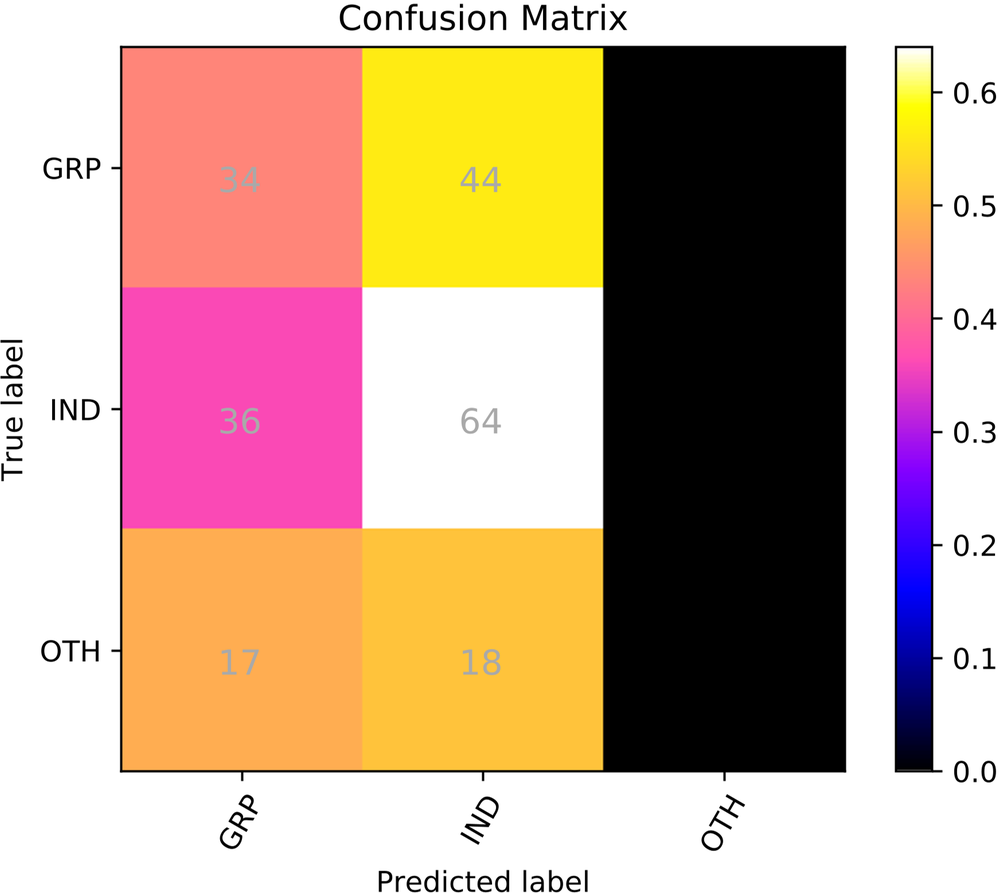 Confusion Matrix
GRP
34
44
IND
36
64
OTH
17
18
GRP
IND
OTH
True label
Predicted label
0.6
0.5
0.4
0.3
0.2
0.1
0.0